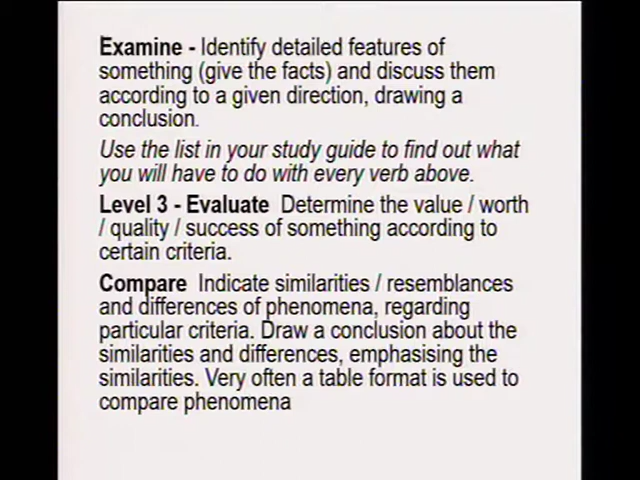 Examine - Identify detailed features of
something (give the facts) and discuss them
according to a given direction, drawing a
conclusion.
Use the list in your study guide to find out what
you will have to do with every verb above.
Level 3 - Evaluate Determine the value / worth
/ quality / success of something according to
certain criteria.
Compare Indicate similarities / resemblances
and differences of phenomena, regarding
particular criteria. Draw a conclusion about the
similarities and differences, emphasising the
similarities. Very often a table format is used to
compare phenomena